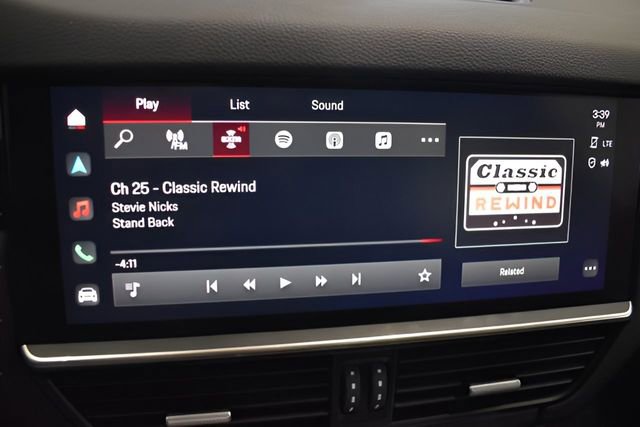 Play List Sound
3:39
PM
/FM
LTE
Ch 25 - Classic Rewind
Stevie Nicks
Stand Back
Classic
REWIND
-4:11
Related